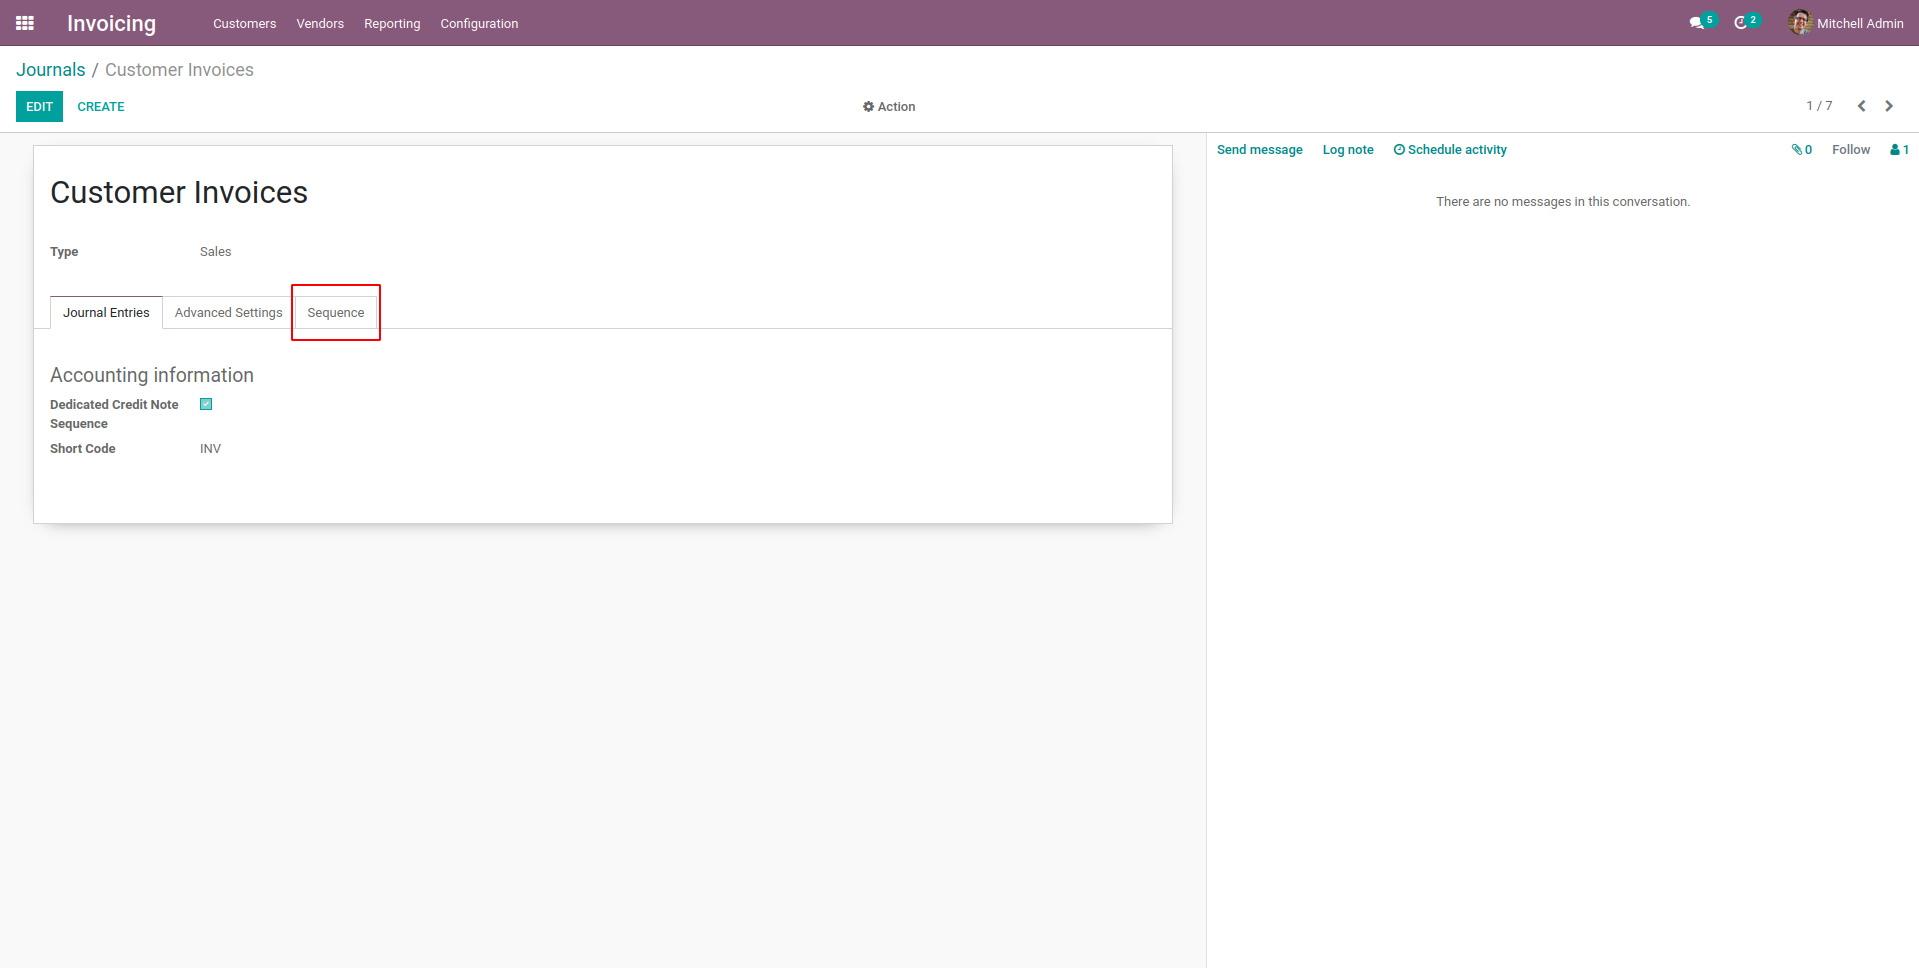 Invoicing Customers Vendors Reporting Configuration 5 2 Mitchell Admin
Journals / Customer Invoices
EDIT CREATE Action 1 / 7
Send message Log note Schedule activity 0 Follow 1
There are no messages in this conversation.
Customer Invoices
Type Sales
Journal Entries Advanced Settings Sequence
Accounting information
Dedicated Credit Note
Sequence
Short Code INV